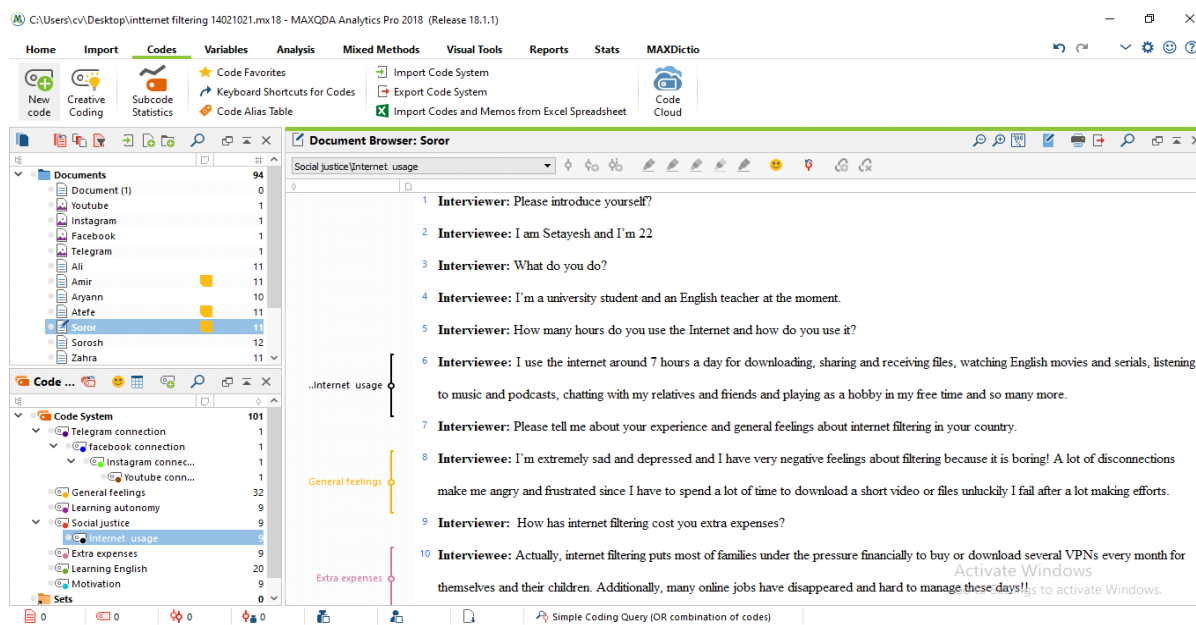 C:\Users\cv\Desktop\intternet filtering 14021021.mx18 - MAXQDA Analytics Pro 2018 (Release 18.1.1)
Home Import Codes Variables Analysis Mixed Methods Visual Tools Reports Stats MAXDictio
New code
Creative Coding
Subcode Statistics
Code Favorites
Keyboard Shortcuts for Codes
Code Alias Table
Import Code System
Export Code System
Import Codes and Memos from Excel Spreadsheet
Code Cloud
Documents 94
Document (1) 0
Youtube 1
Instagram 1
Facebook 1
Telegram 1
Ali 11
Amir 11
Aryann 10
Atefe 11
Soror 11
Sorosh 12
Zahra 11
Code ...
Code System 101
Telegram connection 1
facebook connection 1
Instagram connec... 1
Youtube conn... 1
General feelings 32
Learning autonomy 9
Social justice 9
Internet usage 9
Extra expenses 9
Learning English 20
Motivation 9
Sets 0
Document Browser: Soror
Social justice\Internet usage
1 Interviewer: Please introduce yourself?
2 Interviewee: I am Setayesh and I'm 22
3 Interviewer: What do you do?
4 Interviewee: I'm a university student and an English teacher at the moment.
5 Interviewer: How many hours do you use the Internet and how do you use it?
..Internet usage
6 Interviewee: I use the internet around 7 hours a day for downloading, sharing and receiving files, watching English movies and serials, listening
to music and podcasts, chatting with my relatives and friends and playing as a hobby in my free time and so many more.
7 Interviewer: Please tell me about your experience and general feelings about internet filtering in your country.
General feelings
8 Interviewee: I'm extremely sad and depressed and I have very negative feelings about filtering because it is boring! A lot of disconnections
make me angry and frustrated since I have to spend a lot of time to download a short video or files unluckily I fail after a lot making efforts.
9 Interviewer: How has internet filtering cost you extra expenses?
Extra expenses
10 Interviewee: Actually, internet filtering puts most of families under the pressure financially to buy or download several VPNs every month for
themselves and their children. Additionally, many online jobs have disappeared and hard to manage these days!!
Activate Windows
to activate Windows.
0 0 0 0
Simple Coding Query (OR combination of codes)